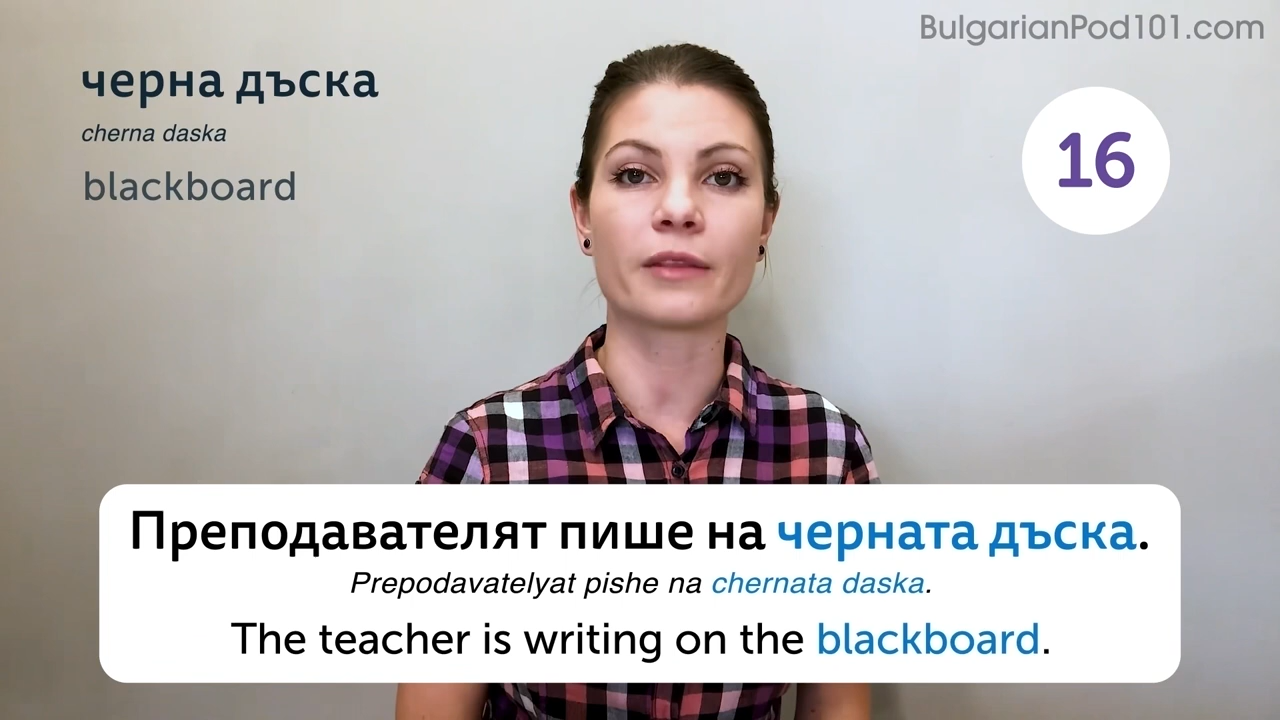 BulgarianPod101.com
черна дъска
cherna daska
blackboard
16
Преподавателят пише на черната дъска.
Prepodavatelyat pishe na chernata daska.
The teacher is writing on the blackboard.